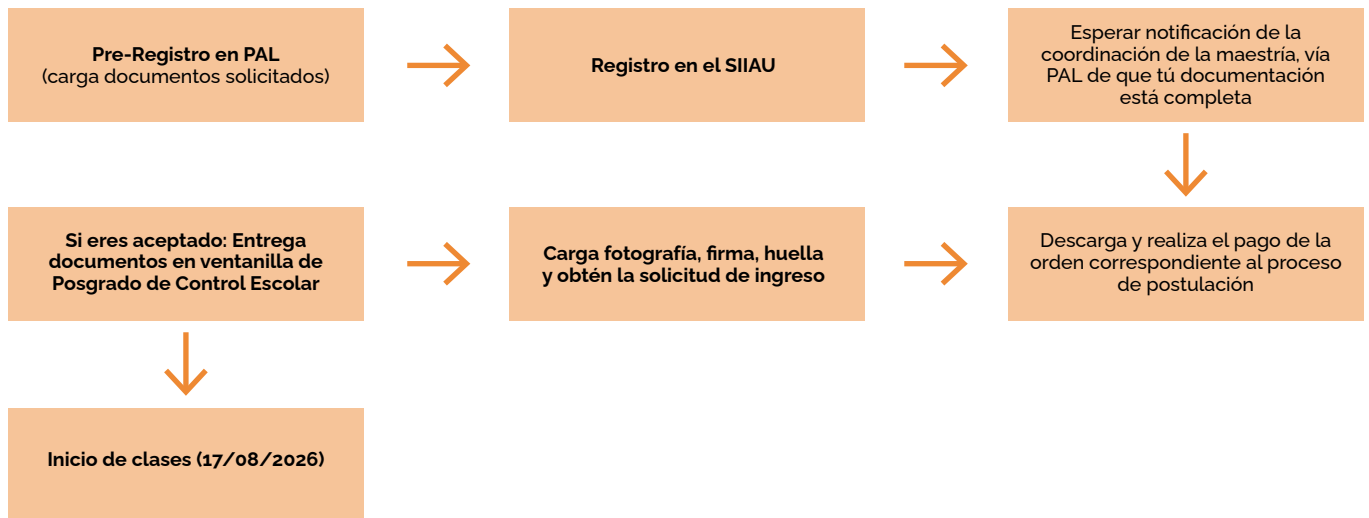 Pre-Registro en PAL
(carga documentos solicitados)
Registro en el SIIAU
Esperar notificación de la
coordinación de la maestría, vía
PAL de que tú documentación
está completa
Si eres aceptado: Entrega
documentos en ventanilla de
Posgrado de Control Escolar
Carga fotografía, firma, huella
y obtén la solicitud de ingreso
Descarga y realiza el pago de la
orden correspondiente al proceso
de postulación
Inicio de clases (17/08/2026)